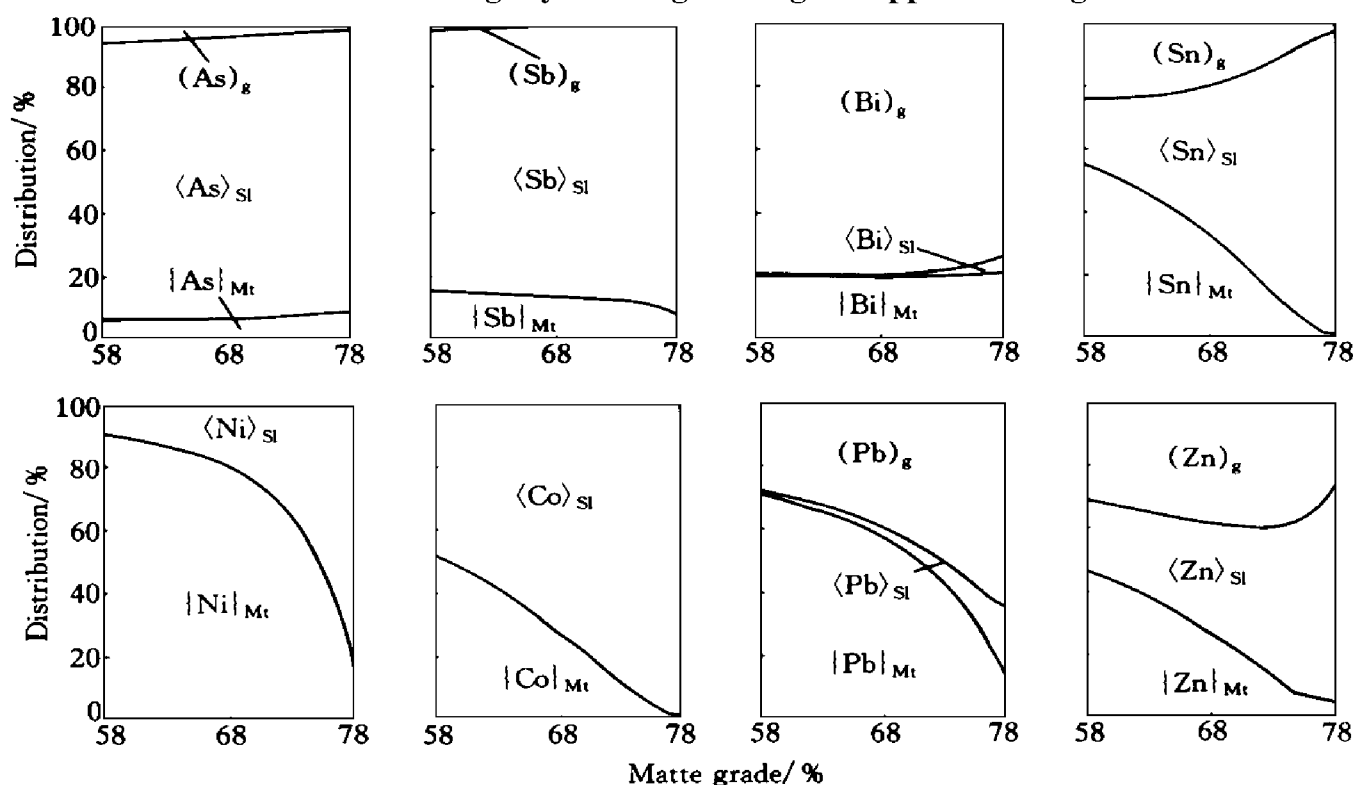 100
80
60
40
20
0
Distribution/%
(As)g
⟨As⟩Sl
{As}Mt
58 68 78
(Sb)g
⟨Sb⟩Sl
{Sb}Mt
58 68 78
(Bi)g
⟨Bi⟩Sl
{Bi}Mt
58 68 78
(Sn)g
⟨Sn⟩Sl
{Sn}Mt
58 68 78
100
80
60
40
20
0
Distribution/%
⟨Ni⟩Sl
{Ni}Mt
58 68 78
⟨Co⟩Sl
{Co}Mt
58 68 78
(Pb)g
⟨Pb⟩Sl
{Pb}Mt
58 68 78
(Zn)g
⟨Zn⟩Sl
{Zn}Mt
58 68 78
Matte grade/%